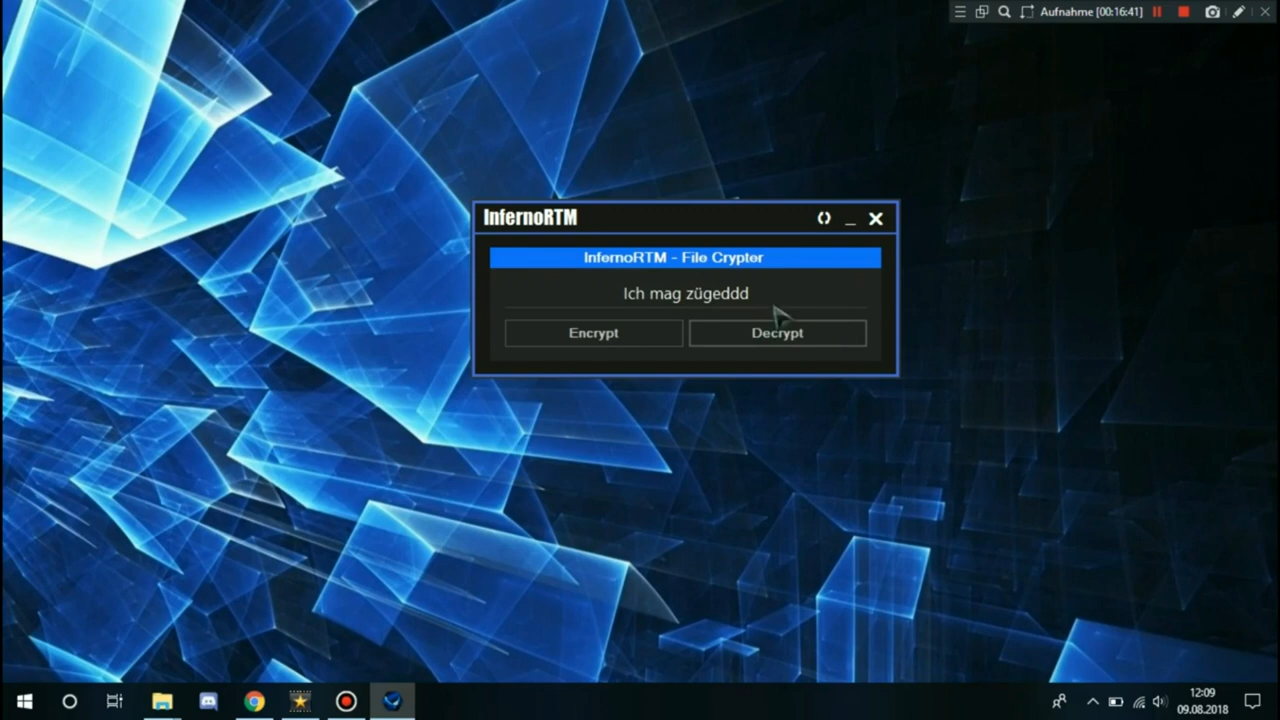 Aufnahme [00:16:41]
InfernoRTM
InfernoRTM - File Crypter
Ich mag zügeddd
Encrypt
Decrypt
12:09
09.08.2018